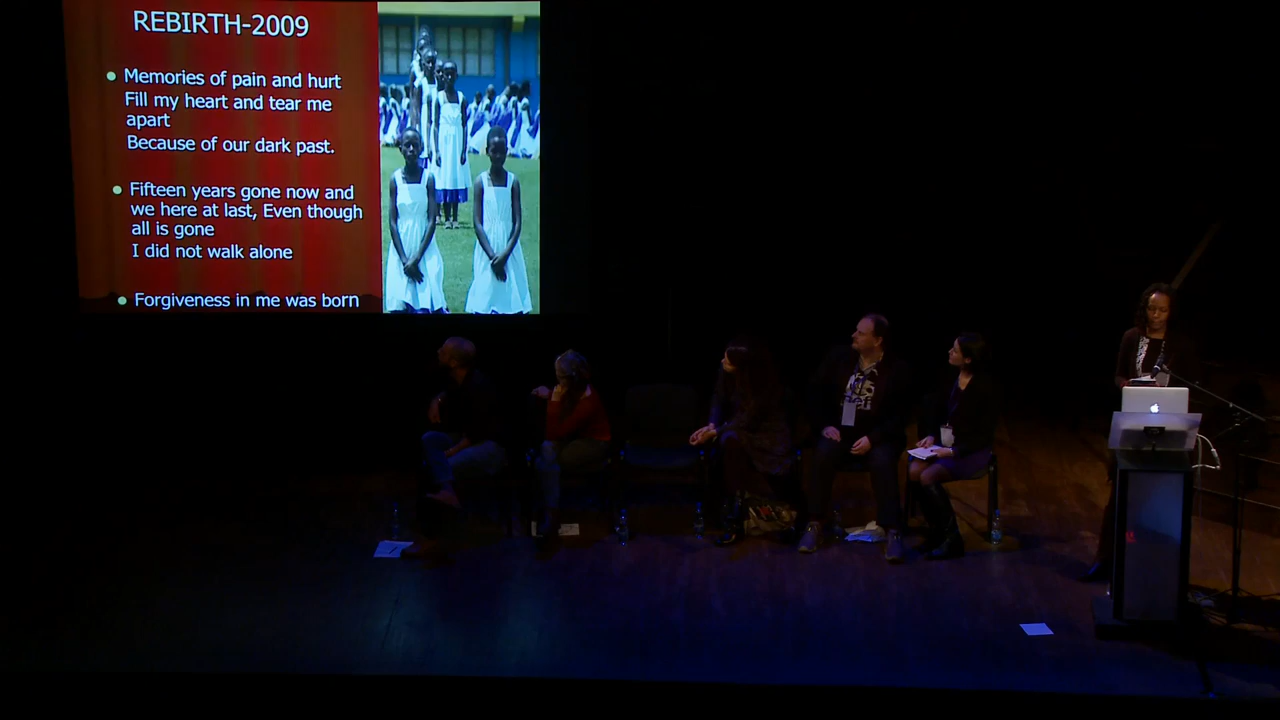 REBIRTH-2009
Memories of pain and hurt
Fill my heart and tear me
apart
Because of our dark past.
Fifteen years gone now and
we here at last, Even though
all is gone
I did not walk alone
Forgiveness in me was born